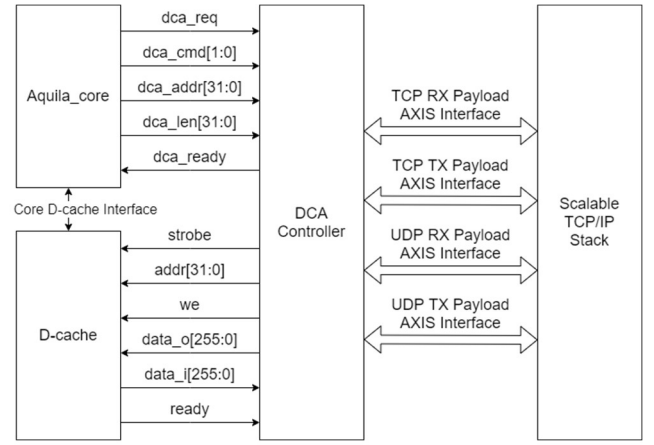 Aquila_core
dca_req
dca_cmd[1:0]
dca_addr[31:0]
dca_len[31:0]
dca_ready
Core D-cache Interface
D-cache
strobe
addr[31:0]
we
data_o[255:0]
data_i[255:0]
ready
DCA
Controller
TCP RX Payload
AXIS Interface
TCP TX Payload
AXIS Interface
UDP RX Payload
AXIS Interface
UDP TX Payload
AXIS Interface
Scalable
TCP/IP
Stack